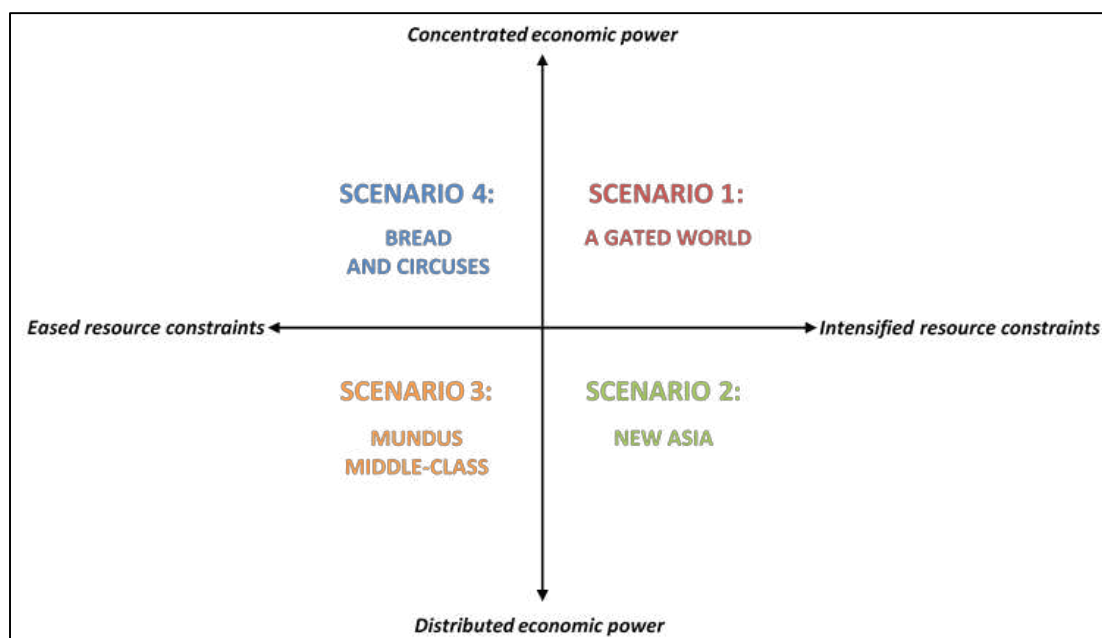 Concentrated economic power
SCENARIO 4:
BREAD
AND CIRCUSES
SCENARIO 1:
A GATED WORLD
Eased resource constraints
Intensified resource constraints
SCENARIO 3:
MUNDUS
MIDDLE-CLASS
SCENARIO 2:
NEW ASIA
Distributed economic power